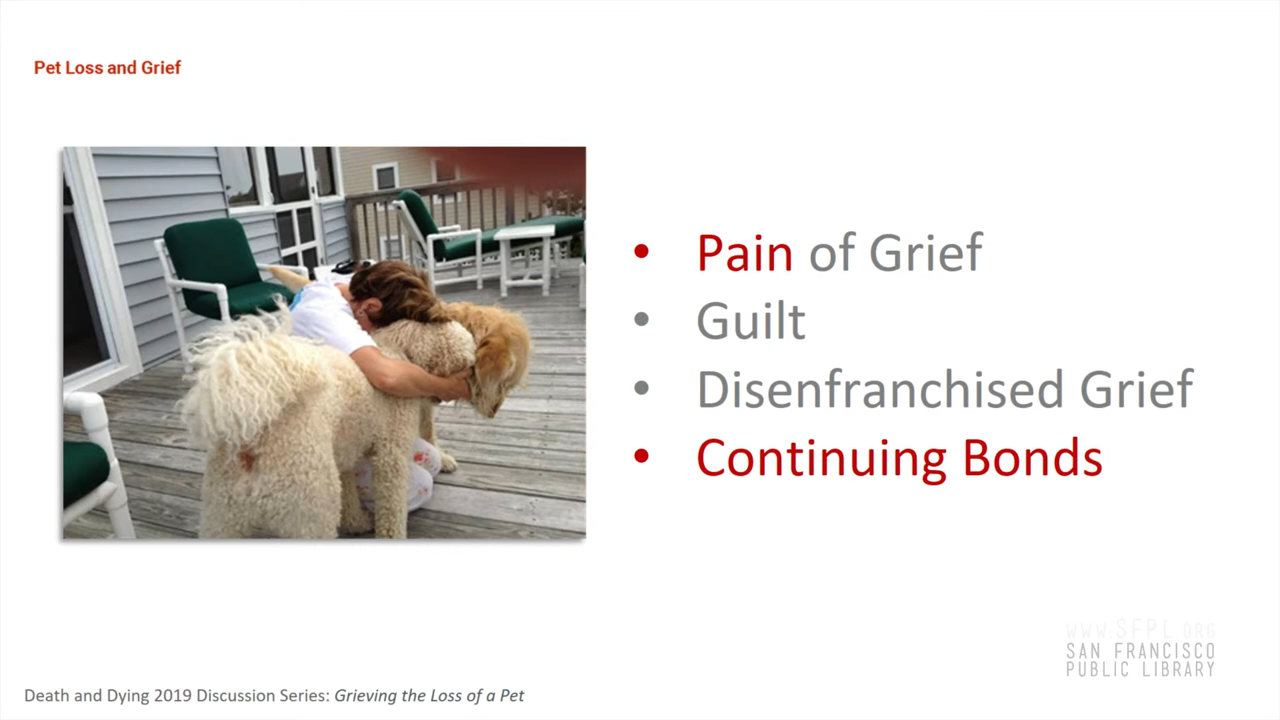 Pet Loss and Grief
• Pain of Grief
• Guilt
• Disenfranchised Grief
• Continuing Bonds
WWW.SFPL.ORG
SAN FRANCISCO
PUBLIC LIBRARY
Death and Dying 2019 Discussion Series: Grieving the Loss of a Pet